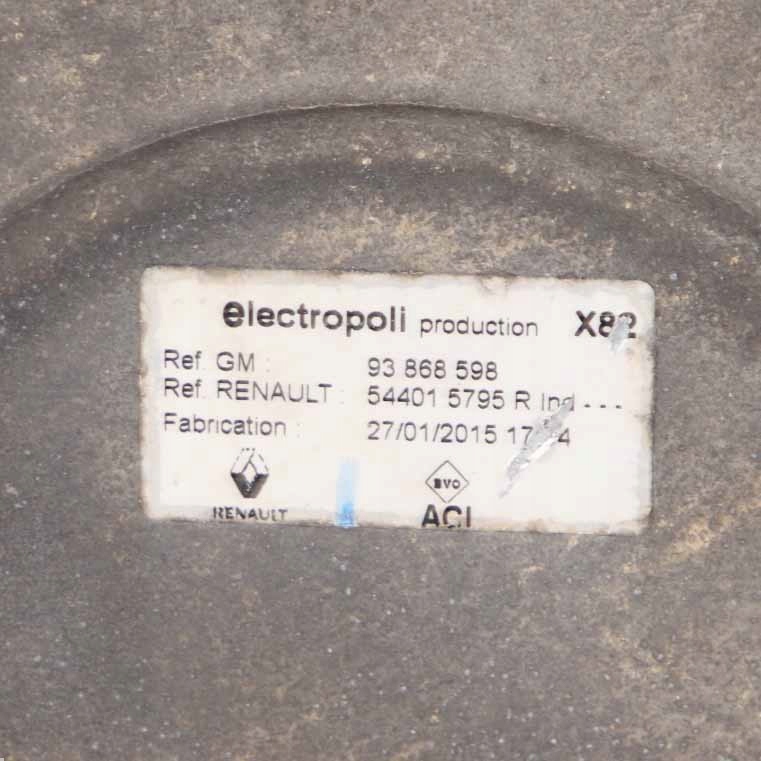 electropoli production X82
Ref. GM : 93 868 598
Ref. RENAULT : 54401 5795 R Ind - - -
Fabrication : 27/01/2015
RENAULT
BVO
ACI